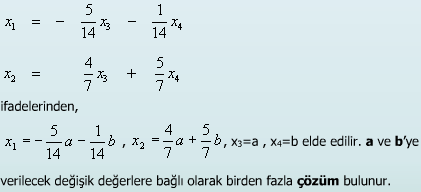 x₁ = − 5/14 x₃ − 1/14 x₄
x₂ = 4/7 x₃ + 5/7 x₄
ifadelerinden,
x₁ = − 5/14 a − 1/14 b , x₂ = 4/7 a + 5/7 b, x₃=a , x₄=b elde edilir. a ve b'ye
verilecek değişik değerlere bağlı olarak birden fazla çözüm bulunur.